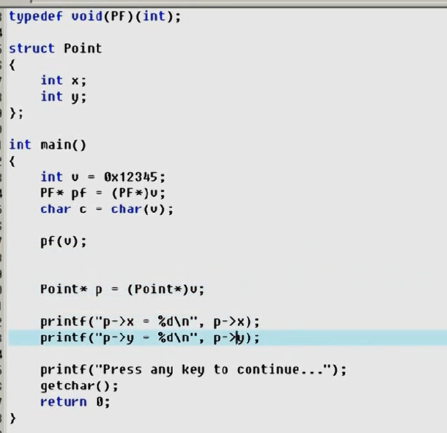 typedef void(PF)(int);
struct Point
{
int x;
int y;
};
int main()
{
int v = 0x12345;
PF* pf = (PF*)v;
char c = char(v);
pf(v);
Point* p = (Point*)v;
printf("p->x = %d\n", p->x);
printf("p->y = %d\n", p->y);
printf("Press any key to continue...");
getchar();
return 0;
}